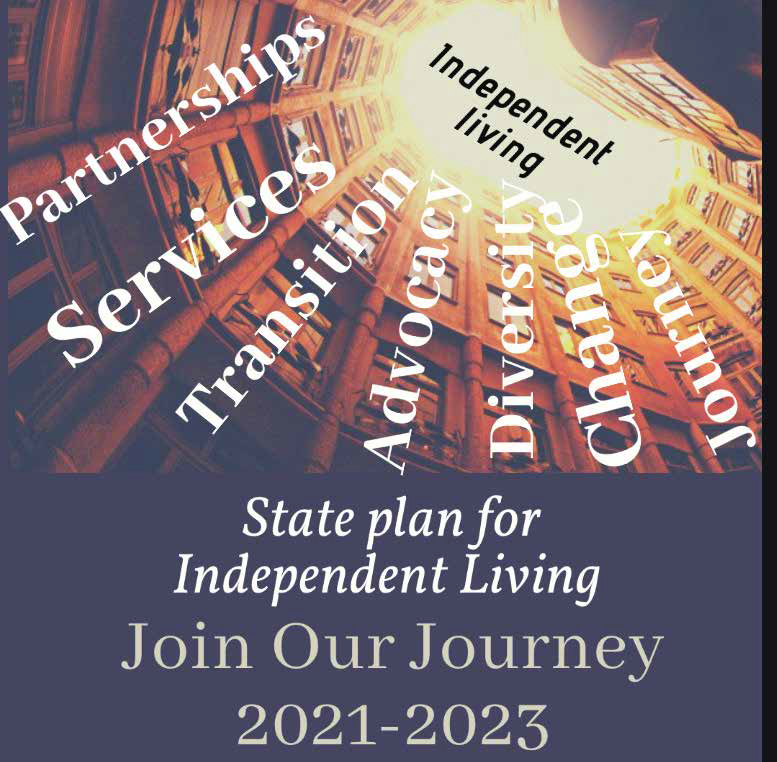 Independent
living
Partnerships
Services
Transition
Advocacy
Diversity
Change
Journey
State plan for
Independent Living
Join Our Journey
2021-2023